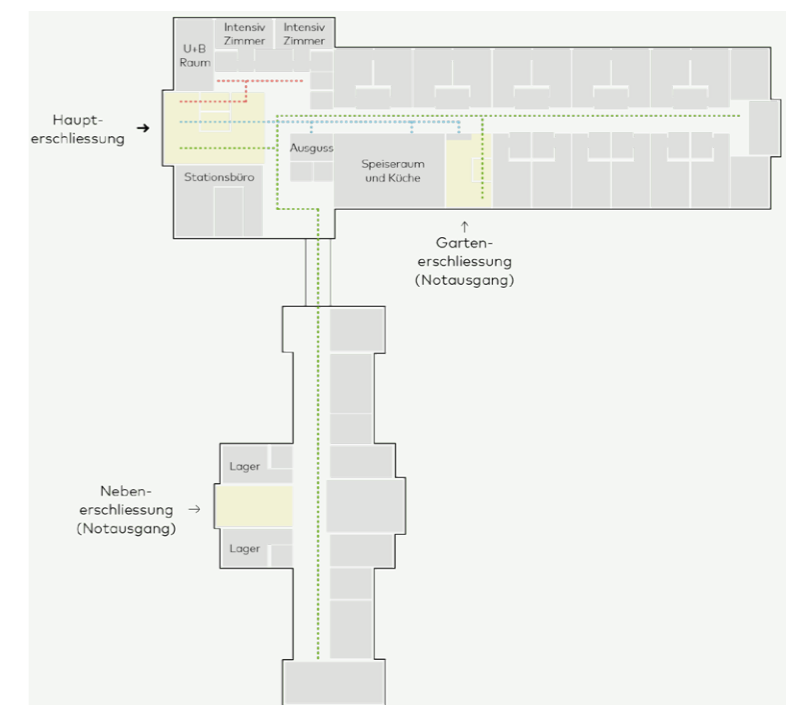 Intensiv
Zimmer
Intensiv
Zimmer
U+B
Raum
Haupt-
erschliessung →
Ausguss
Speiseraum
und Küche
Stationsbüro
↑
Garten-
erschliessung
(Notausgang)
Lager
Neben-
erschliessung →
(Notausgang)
Lager